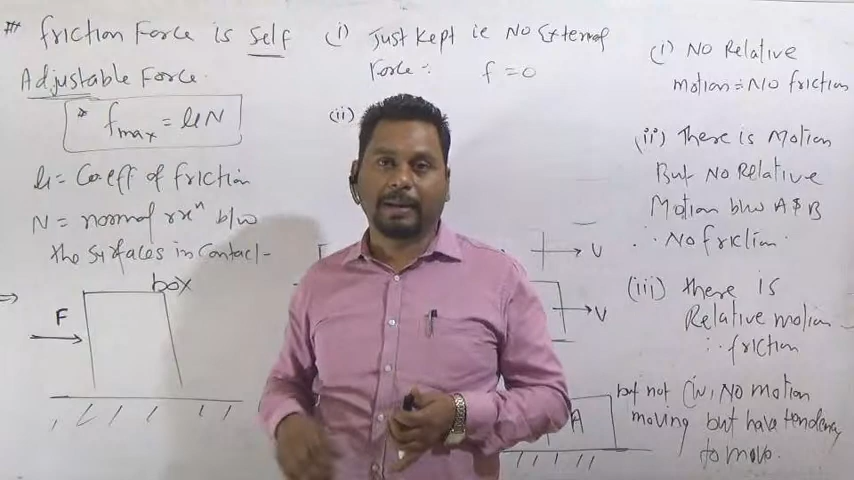 friction Force is self
Adjustable Force.
* fmax = μN
μ = Co.eff of friction
N = normal rxⁿ b/w
the surfaces in contact-
⇒
box
F
(i) Just kept ie No External
Force ∴ f = 0
(ii)
V
V
A
(i) No Relative
motion ∴ No friction
(ii) There is Motion
But No Relative
Motion b/w A & B
∴ No friction.
(iii) there is
Relative motion
∴ friction
but not (iv) No motion
moving but have tendency
to move.